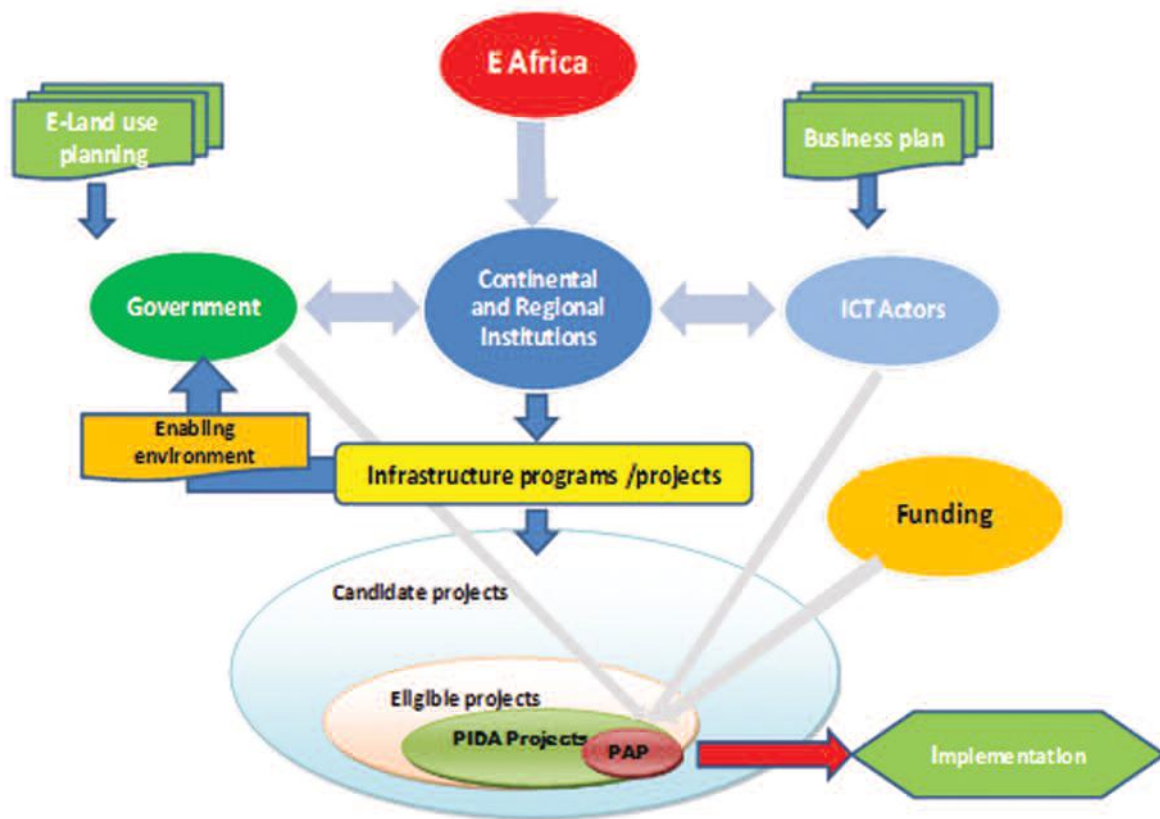 E Africa
E-Land use
planning
Business plan
Government
Continental
and Regional
Institutions
ICT Actors
Enabling
environment
Infrastructure programs /projects
Funding
Candidate projects
Eligible projects
PIDA Projects
PAP
Implementation